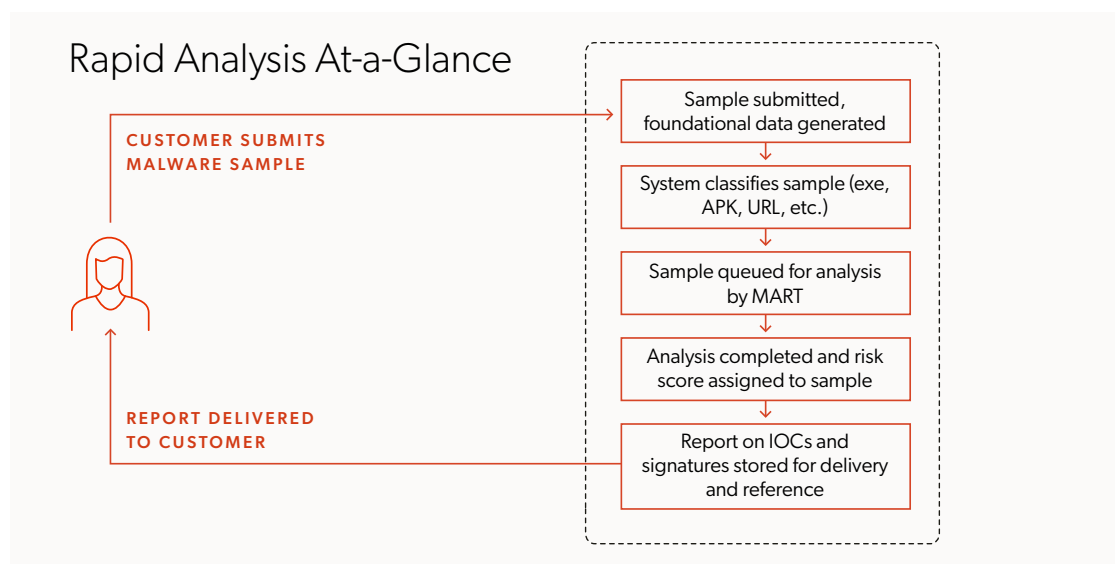 Rapid Analysis At-a-Glance
CUSTOMER SUBMITS
MALWARE SAMPLE
Sample submitted,
foundational data generated
System classifies sample (exe,
APK, URL, etc.)
Sample queued for analysis
by MART
Analysis completed and risk
score assigned to sample
Report on IOCs and
signatures stored for delivery
and reference
REPORT DELIVERED
TO CUSTOMER